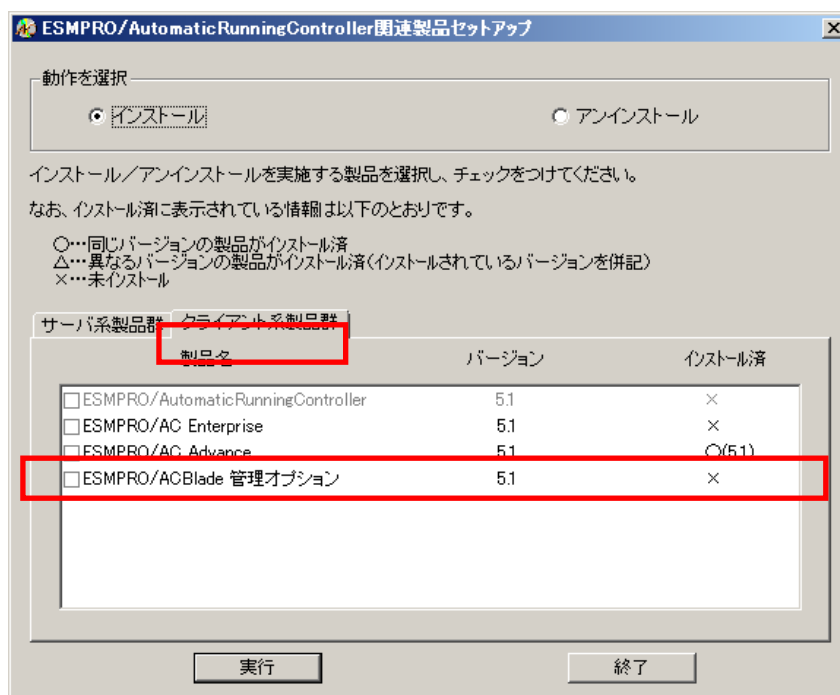 ESMPRO/AutomaticRunningController関連製品セットアップ
動作を選択
インストール
アンインストール
インストール/アンインストールを実施する製品を選択し、チェックをつけてください。
なお、インストール済に表示されている情報は以下のとおりです。
○…同じバージョンの製品がインストール済
△…異なるバージョンの製品がインストール済(インストールされているバージョンを併記)
×…未インストール
サーバ系製品群 クライアント系製品群
製品名 バージョン インストール済
ESMPRO/AutomaticRunningController 5.1 ×
ESMPRO/AC Enterprise 5.1 ×
ESMPRO/AC Advance 5.1 ○(5.1)
ESMPRO/ACBlade 管理オプション 5.1 ×
実行 終了